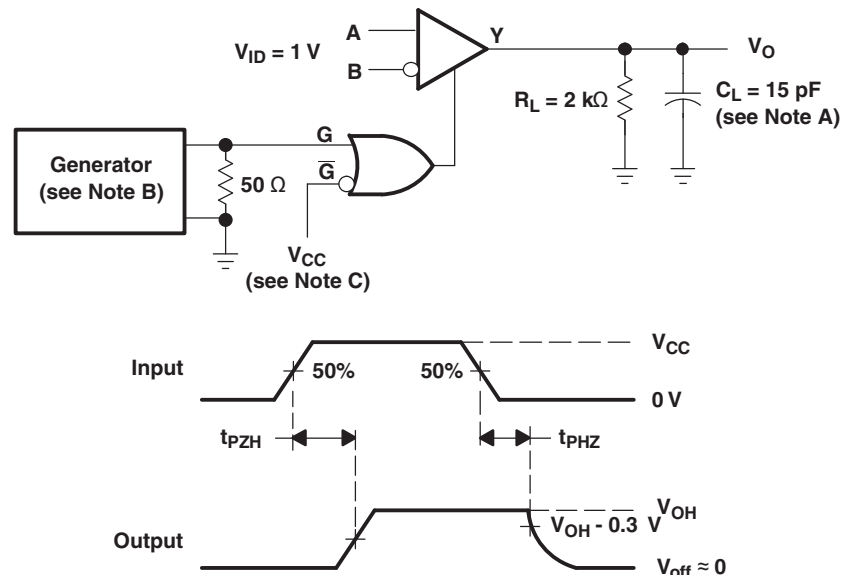 A
Y
V_ID = 1 V
B
V_O
R_L = 2 kΩ
C_L = 15 pF
(see Note A)
Generator
(see Note B)
50 Ω
G
G̅
V_CC
(see Note C)
Input
50%
50%
V_CC
0 V
t_PZH
t_PHZ
Output
V_OH
V_OH - 0.3 V
V_off ≈ 0